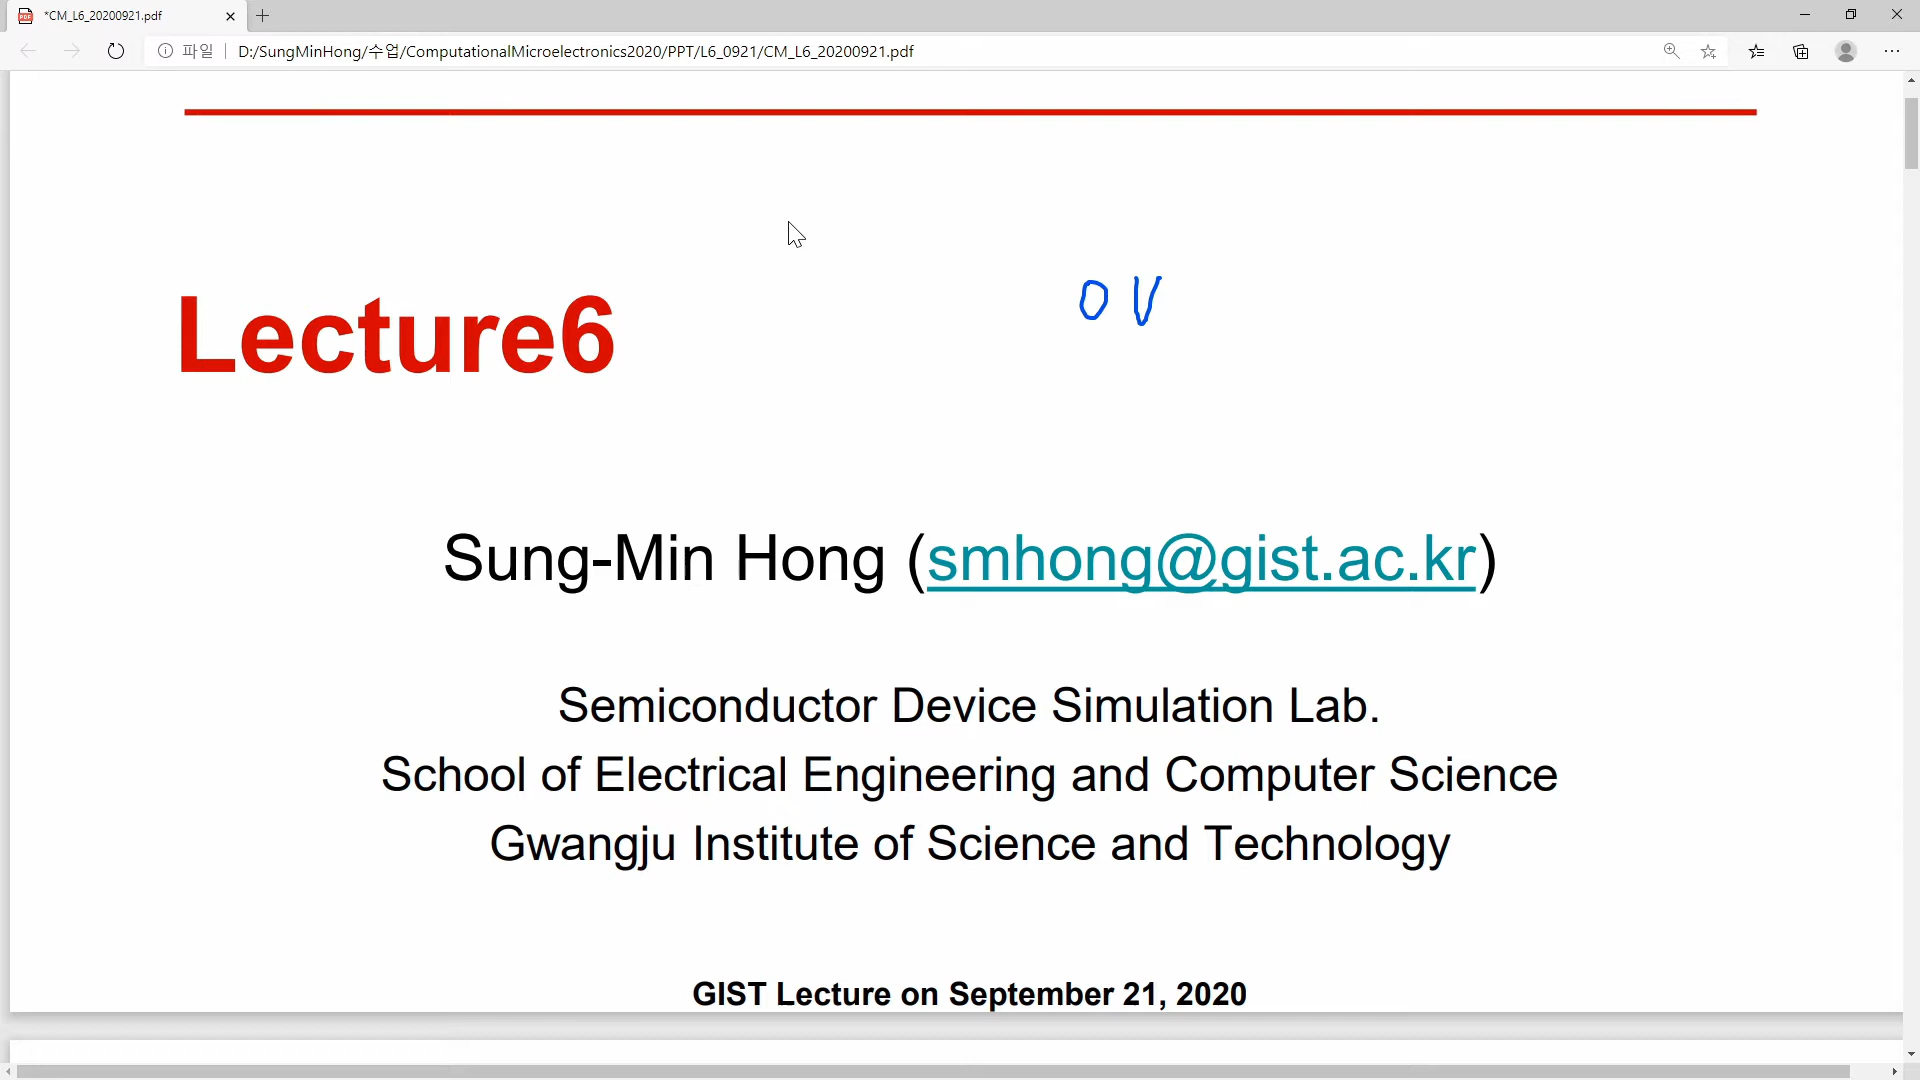 *CM_L6_20200921.pdf
파일 D:/SungMinHong/수업/ComputationalMicroelectronics2020/PPT/L6_0921/CM_L6_20200921.pdf
0 V
Lecture6
Sung-Min Hong (smhong@gist.ac.kr)
Semiconductor Device Simulation Lab.
School of Electrical Engineering and Computer Science
Gwangju Institute of Science and Technology
GIST Lecture on September 21, 2020